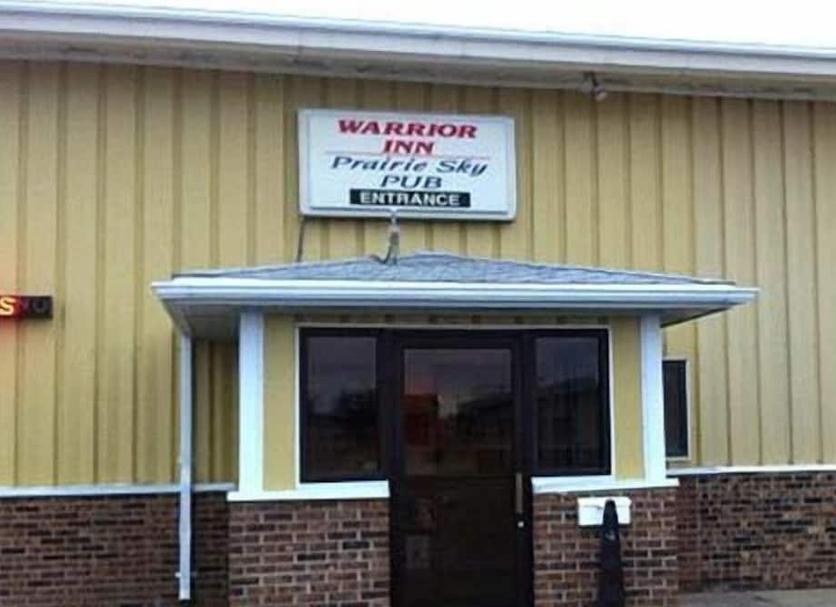 WARRIOR
INN
Prairie Sky
PUB
ENTRANCE